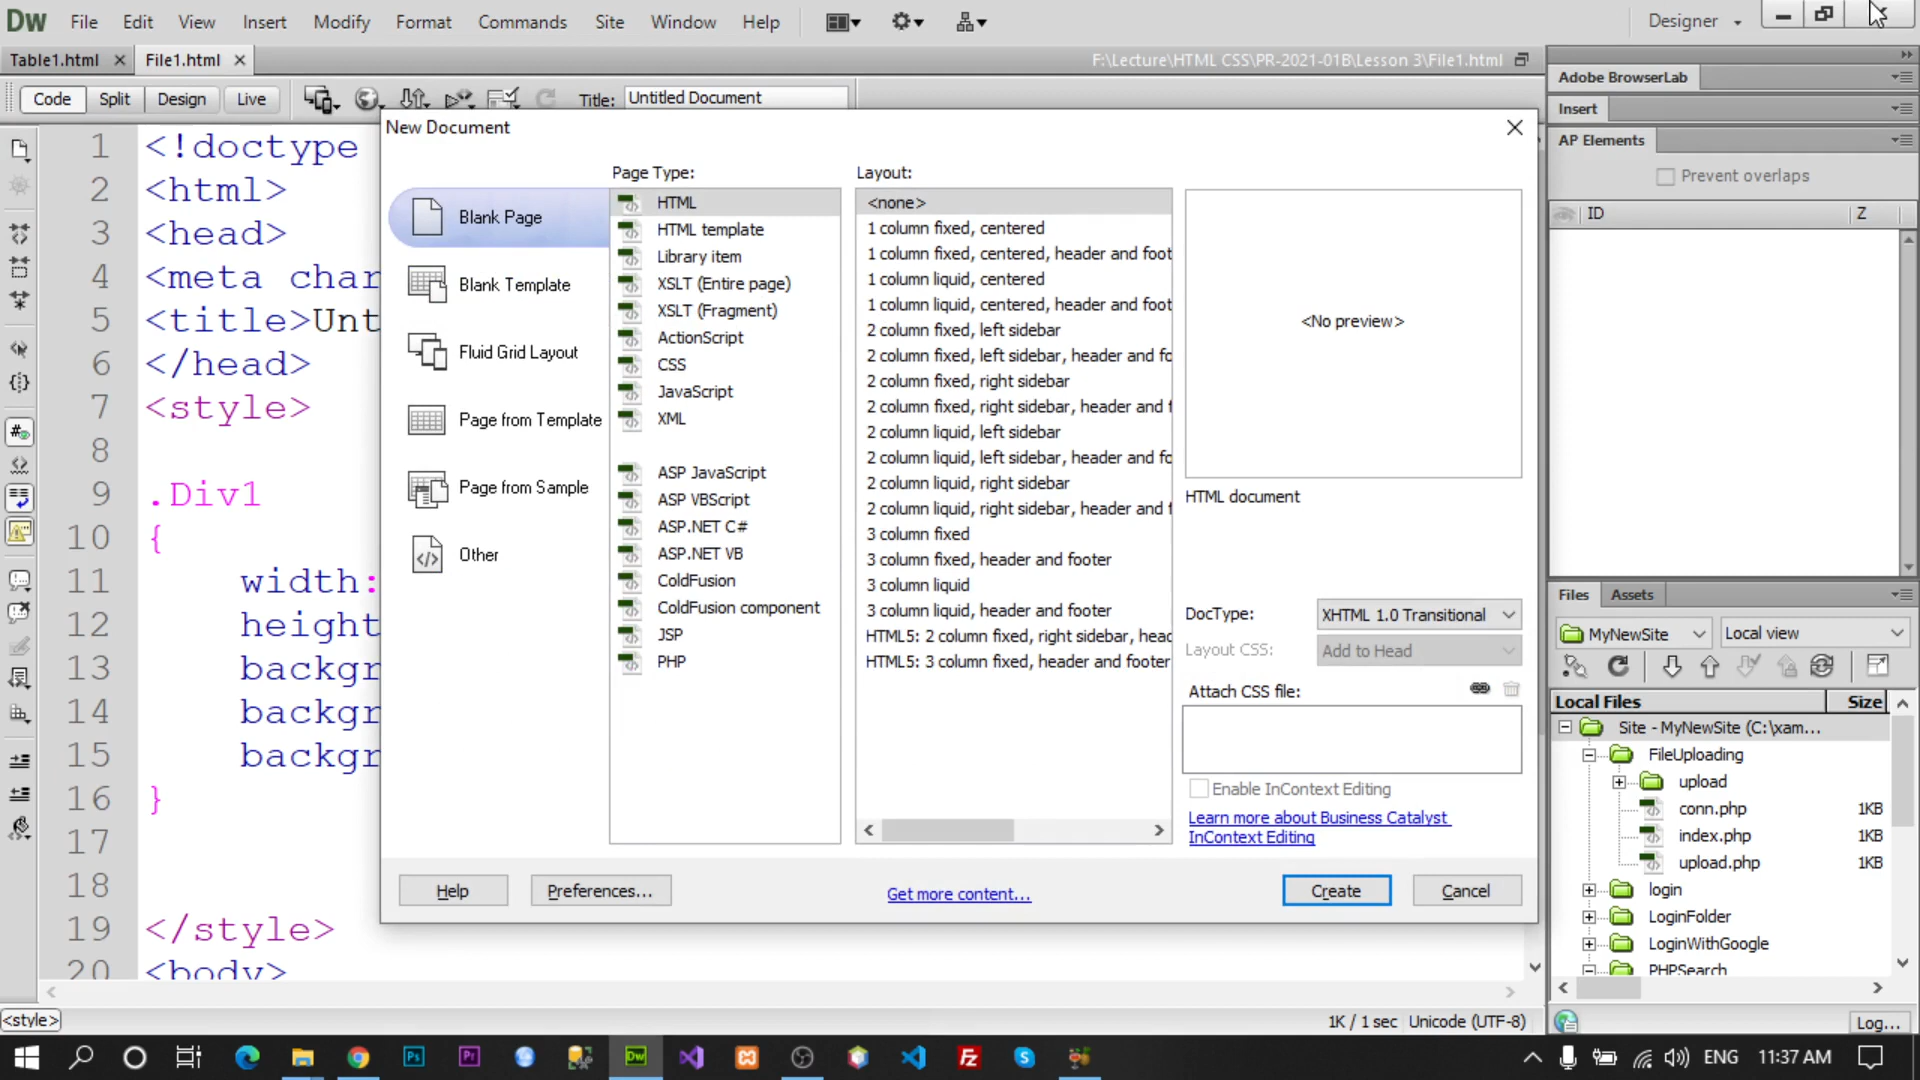 Dw File Edit View Insert Modify Format Commands Site Window Help Designer
Table1.html File1.html F:\Lecture\HTML CSS\PR-2021-01B\Lesson 3\File1.html
Code Split Design Live Title: Untitled Document
New Document
Page Type:
Layout:
Blank Page
Blank Template
Fluid Grid Layout
Page from Template
Page from Sample
Other
HTML
HTML template
Library item
XSLT (Entire page)
XSLT (Fragment)
ActionScript
CSS
JavaScript
XML
ASP JavaScript
ASP VBScript
ASP.NET C#
ASP.NET VB
ColdFusion
ColdFusion component
JSP
PHP
<none>
1 column fixed, centered
1 column fixed, centered, header and foot
1 column liquid, centered
1 column liquid, centered, header and foot
2 column fixed, left sidebar
2 column fixed, left sidebar, header and fo
2 column fixed, right sidebar
2 column fixed, right sidebar, header and f
2 column liquid, left sidebar
2 column liquid, left sidebar, header and fo
2 column liquid, right sidebar
2 column liquid, right sidebar, header and f
3 column fixed
3 column fixed, header and footer
3 column liquid
3 column liquid, header and footer
HTML5: 2 column fixed, right sidebar, head
HTML5: 3 column fixed, header and footer
<No preview>
HTML document
DocType: XHTML 1.0 Transitional
Layout CSS: Add to Head
Attach CSS file:
Enable InContext Editing
Learn more about Business Catalyst
InContext Editing
Help Preferences... Get more content... Create Cancel
1 <!doctype
2 <html>
3 <head>
4 <meta char
5 <title>Unt
6 </head>
7 <style>
8
9 .Div1
10 {
11 width:
12 height
13 backgr
14 backgr
15 backgr
16 }
17
18
19 </style>
20 <body>
<style> 1K / 1 sec Unicode (UTF-8)
Adobe BrowserLab
Insert
AP Elements
Prevent overlaps
ID Z
Files Assets
MyNewSite Local view
Local Files Size
Site - MyNewSite (C:\xam...
FileUploading
upload
conn.php 1KB
index.php 1KB
upload.php 1KB
login
LoginFolder
LoginWithGoogle
PHPSearch
Log...
Ps Pr Dw Fz S ENG 11:37 AM